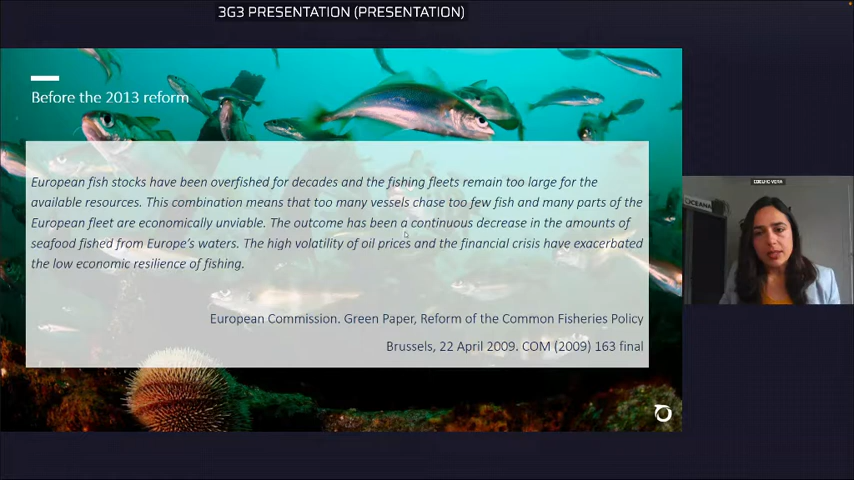 3G3 PRESENTATION (PRESENTATION)
Before the 2013 reform
European fish stocks have been overfished for decades and the fishing fleets remain too large for the
available resources. This combination means that too many vessels chase too few fish and many parts of the
European fleet are economically unviable. The outcome has been a continuous decrease in the amounts of
seafood fished from Europe's waters. The high volatility of oil prices and the financial crisis have exacerbated
the low economic resilience of fishing.
European Commission. Green Paper, Reform of the Common Fisheries Policy
Brussels, 22 April 2009. COM (2009) 163 final
COELHO VERA
OCEANA